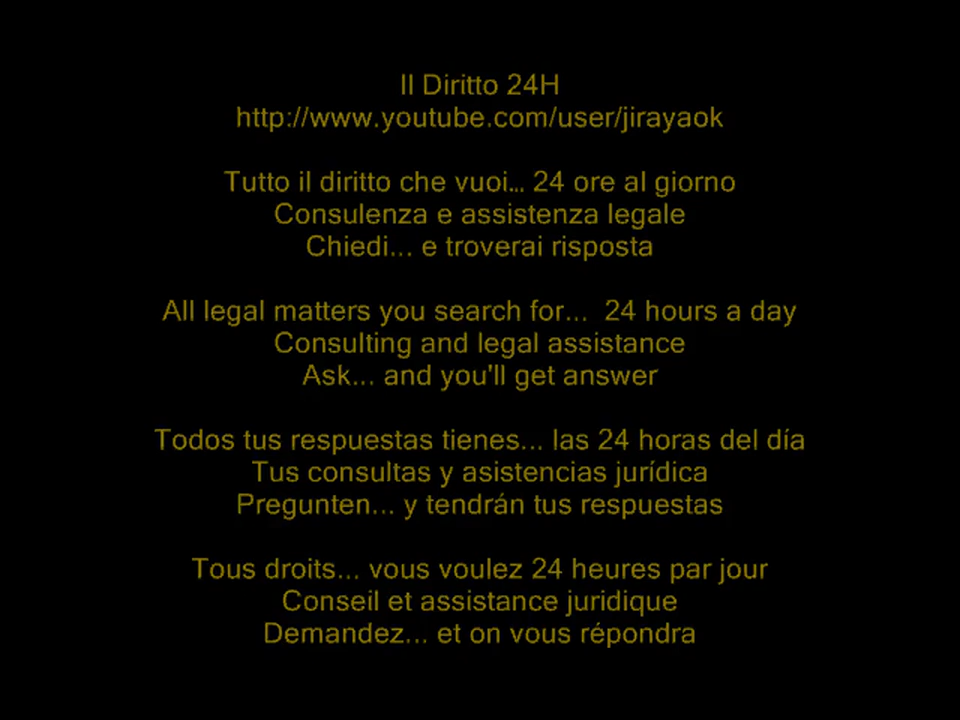 Il Diritto 24H
http://www.youtube.com/user/jirayaok
Tutto il diritto che vuoi… 24 ore al giorno
Consulenza e assistenza legale
Chiedi... e troverai risposta
All legal matters you search for...  24 hours a day
Consulting and legal assistance
Ask... and you'll get answer
Todos tus respuestas tienes... las 24 horas del día
Tus consultas y asistencias jurídica
Pregunten... y tendrán tus respuestas
Tous droits... vous voulez 24 heures par jour
Conseil et assistance juridique
Demandez... et on vous répondra